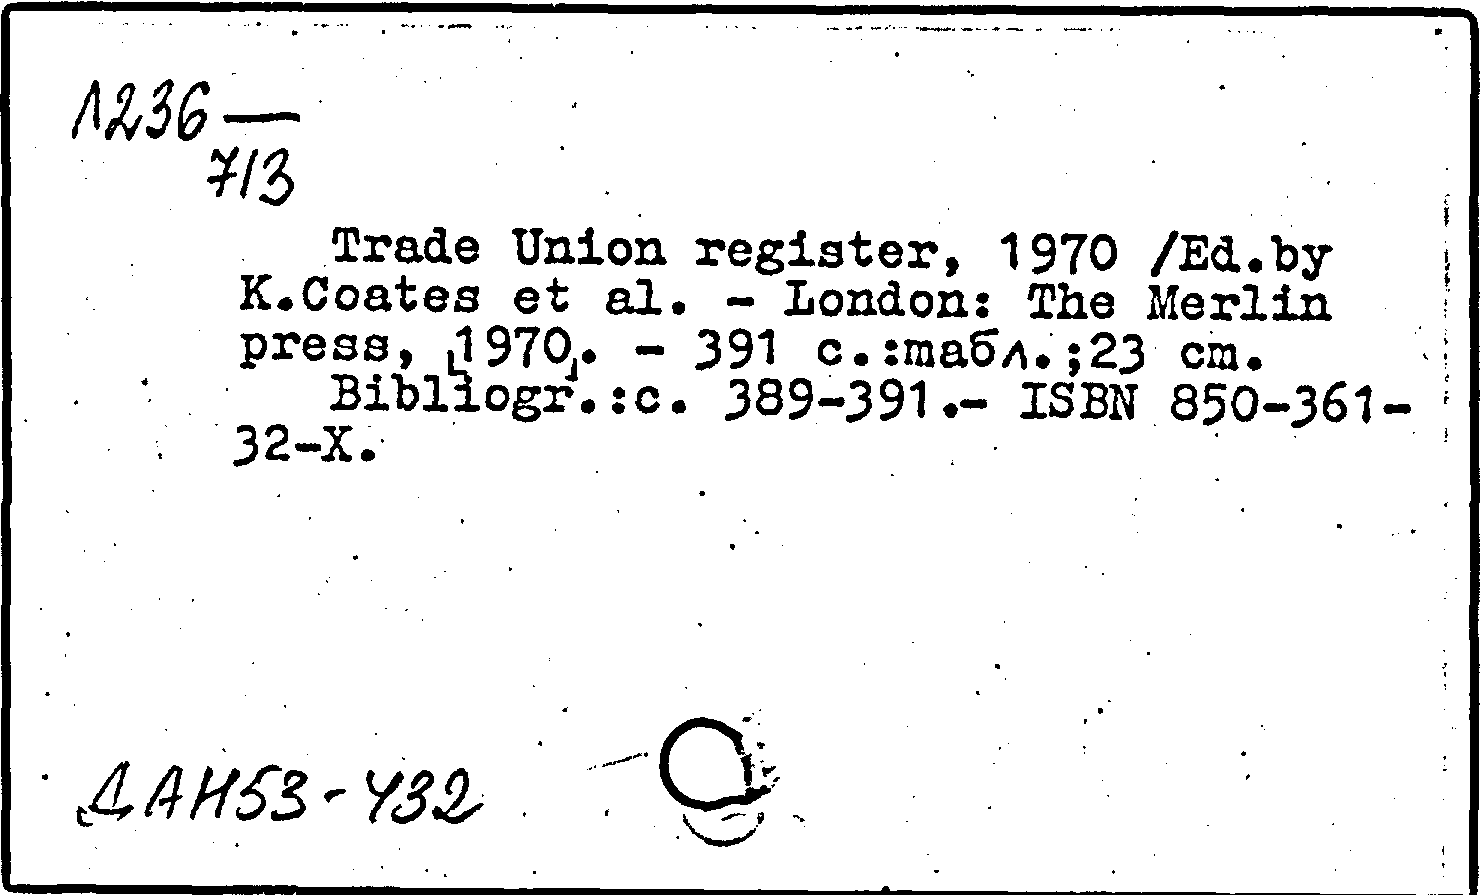 Л236—
713
Trade Union register, 1970 /Ed.by
K.Coates et al. – London: The Merlin
press, [1970]. – 391 c.:табл.;23 cm.
Bibliogr.:c. 389-391.– ISBN 850-361-
32-X.
ДАН53-432